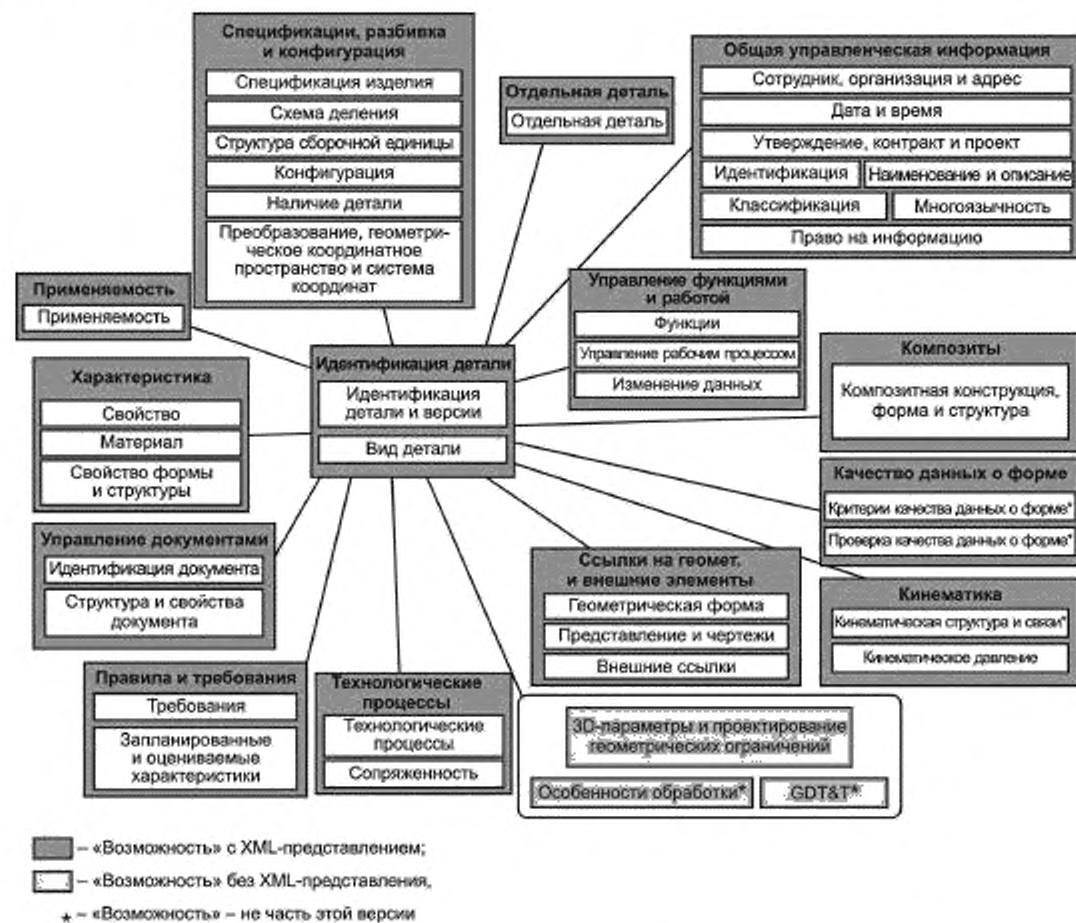 Спецификации, разбивка
и конфигурация
Спецификация изделия
Схема деления
Структура сборочной единицы
Конфигурация
Наличие детали
Преобразование, геометри-
ческое координатное
пространство и система
координат
Отдельная деталь
Отдельная деталь
Общая управленческая информация
Сотрудник, организация и адрес
Дата и время
Утверждение, контракт и проект
Идентификация
Наименование и описание
Классификация
Многоязычность
Право на информацию
Применяемость
Применяемость
Управление функциями
и работой
Функции
Управление рабочим процессом
Изменение данных
Идентификация детали
Идентификация
детали и версии
Вид детали
Характеристика
Свойство
Материал
Свойство формы
и структуры
Композиты
Композитная конструкция,
форма и структура
Качество данных о форме
Критерии качества данных о форме*
Проверка качества данных о форме*
Управление документами
Идентификация документа
Структура и свойства
документа
Ссылки на геомет.
и внешние элементы
Геометрическая форма
Представление и чертежи
Внешние ссылки
Кинематика
Кинематическая структура и связи*
Кинематическое давление
Правила и требования
Требования
Запланированные
и оцениваемые
характеристики
Технологические
процессы
Технологические
процессы
Сопряженность
3D-параметры и проектирование
геометрических ограничений
Особенности обработки*
GDT&T*
– «Возможность» с XML-представлением;
– «Возможность» без XML-представления,
* – «Возможность» – не часть этой версии